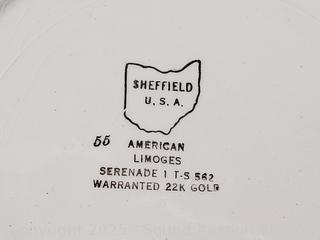 SHEFFIELD
U.S.A.
55 AMERICAN
LIMOGES
SERENADE 1 T-S 562
WARRANTED 22K GOLD